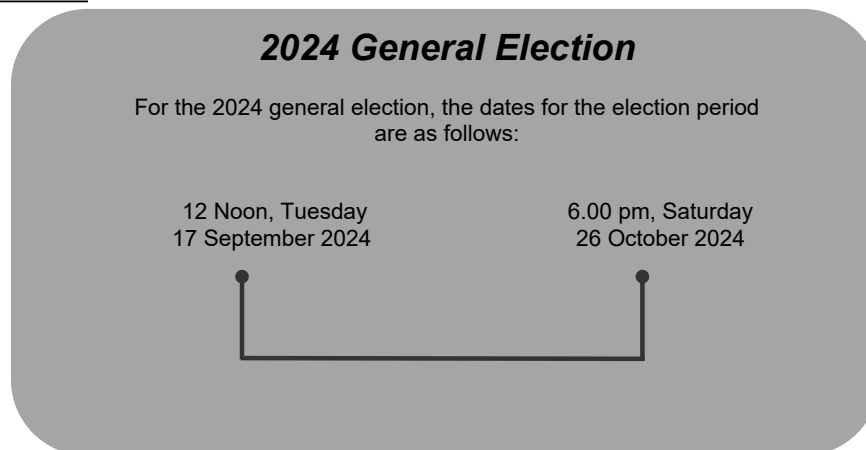 2024 General Election
For the 2024 general election, the dates for the election period
are as follows:
12 Noon, Tuesday
17 September 2024
6.00 pm, Saturday
26 October 2024